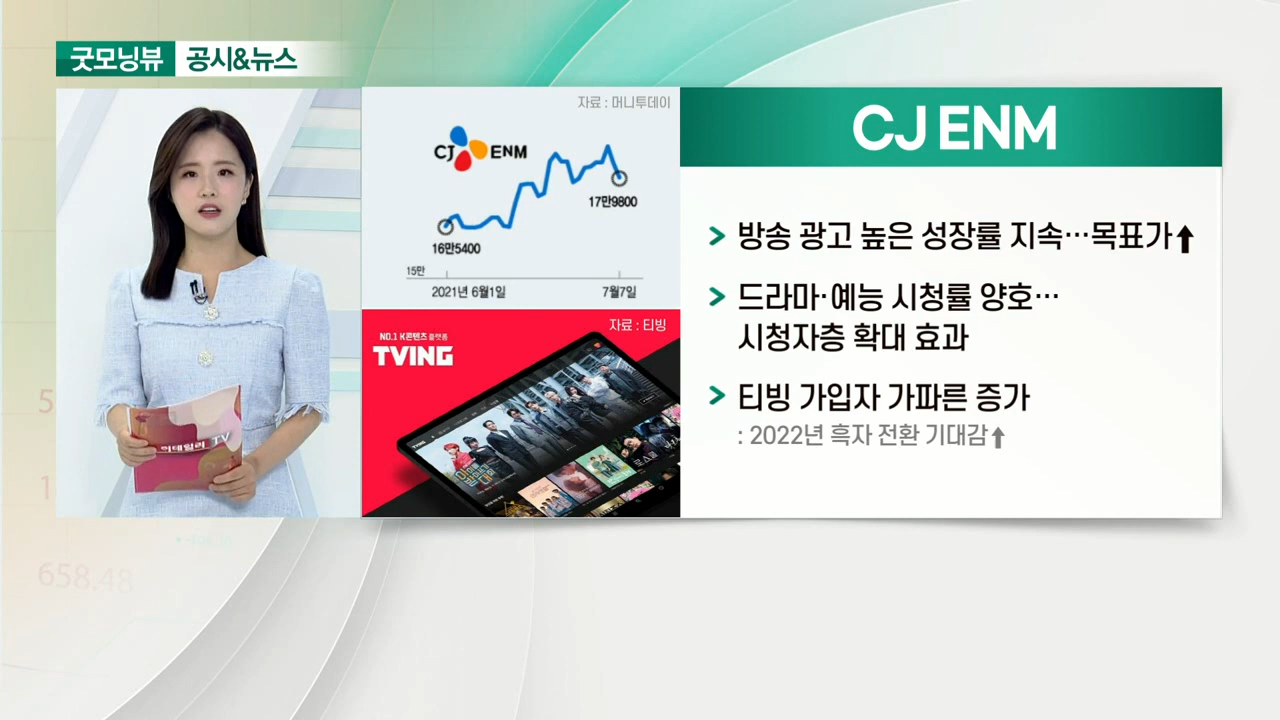 굿모닝뷰 공시&뉴스
자료 : 머니투데이
CJ ENM
17만9800
16만5400
15만
2021년 6월1일 7월7일
자료 : 티빙
NO.1 K콘텐츠 플랫폼
TVING
이데일리 TV
CJ ENM
> 방송 광고 높은 성장률 지속…목표가↑
> 드라마·예능 시청률 양호…
시청자층 확대 효과
> 티빙 가입자 가파른 증가
: 2022년 흑자 전환 기대감↑
658.48